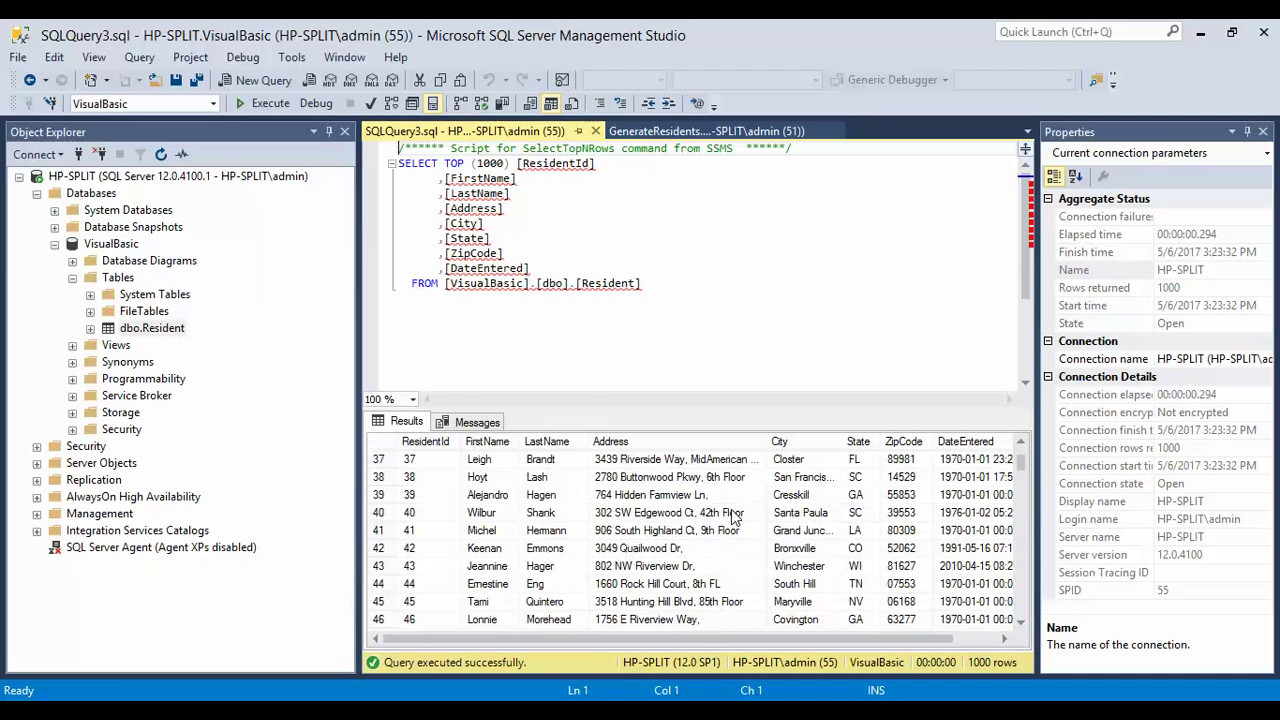 SQLQuery3.sql - HP-SPLIT.VisualBasic (HP-SPLIT\admin (55)) - Microsoft SQL Server Management Studio
Quick Launch (Ctrl+Q)
File Edit View Query Project Debug Tools Window Help
New Query
Generic Debugger
VisualBasic
Execute Debug
Object Explorer
Connect
HP-SPLIT (SQL Server 12.0.4100.1 - HP-SPLIT\admin)
Databases
System Databases
Database Snapshots
VisualBasic
Database Diagrams
Tables
System Tables
FileTables
dbo.Resident
Views
Synonyms
Programmability
Service Broker
Storage
Security
Security
Server Objects
Replication
AlwaysOn High Availability
Management
Integration Services Catalogs
SQL Server Agent (Agent XPs disabled)
SQLQuery3.sql - HP...-SPLIT\admin (55))
GenerateResidents....-SPLIT\admin (51))
/****** Script for SelectTopNRows command from SSMS ******/
SELECT TOP (1000) [ResidentId]
,[FirstName]
,[LastName]
,[Address]
,[City]
,[State]
,[ZipCode]
,[DateEntered]
FROM [VisualBasic].[dbo].[Resident]
100 %
Results Messages
ResidentId FirstName LastName Address City State ZipCode DateEntered
37 37 Leigh Brandt 3439 Riverside Way, MidAmerican ... Closter FL 89981 1970-01-01 23:2
38 38 Hoyt Lash 2780 Buttonwood Pkwy, 6th Floor San Francis... SC 14529 1970-01-01 17:5
39 39 Alejandro Hagen 764 Hidden Farmview Ln, Cresskill GA 55853 1970-01-01 00:0
40 40 Wilbur Shank 302 SW Edgewood Ct, 42th Floor Santa Paula SC 39553 1976-01-02 05:2
41 41 Michel Hermann 906 South Highland Ct, 9th Floor Grand Junc... LA 80309 1970-01-01 00:0
42 42 Keenan Emmons 3049 Quailwood Dr, Bronxville CO 52062 1991-05-16 07:1
43 43 Jeannine Hager 802 NW Riverview Dr, Winchester WI 81627 2010-04-15 08:2
44 44 Ernestine Eng 1660 Rock Hill Court, 8th FL South Hill TN 07553 1970-01-01 00:0
45 45 Tami Quintero 3518 Hunting Hill Blvd, 85th Floor Maryville NV 06168 1970-01-01 00:0
46 46 Lonnie Morehead 1756 E Riverview Way, Covington GA 63277 1970-01-01 00:0
Query executed successfully. HP-SPLIT (12.0 SP1) HP-SPLIT\admin (55) VisualBasic 00:00:00 1000 rows
Properties
Current connection parameters
Aggregate Status
Connection failures
Elapsed time 00:00:00.294
Finish time 5/6/2017 3:23:32 PM
Name HP-SPLIT
Rows returned 1000
Start time 5/6/2017 3:23:32 PM
State Open
Connection
Connection name HP-SPLIT (HP-SPLIT\ad
Connection Details
Connection elapse 00:00:00.294
Connection encryp Not encrypted
Connection finish t 5/6/2017 3:23:32 PM
Connection rows re 1000
Connection start ti 5/6/2017 3:23:32 PM
Connection state Open
Display name HP-SPLIT
Login name HP-SPLIT\admin
Server name HP-SPLIT
Server version 12.0.4100
Session Tracing ID
SPID 55
Name
The name of the connection.
Ready Ln 1 Col 1 Ch 1 INS